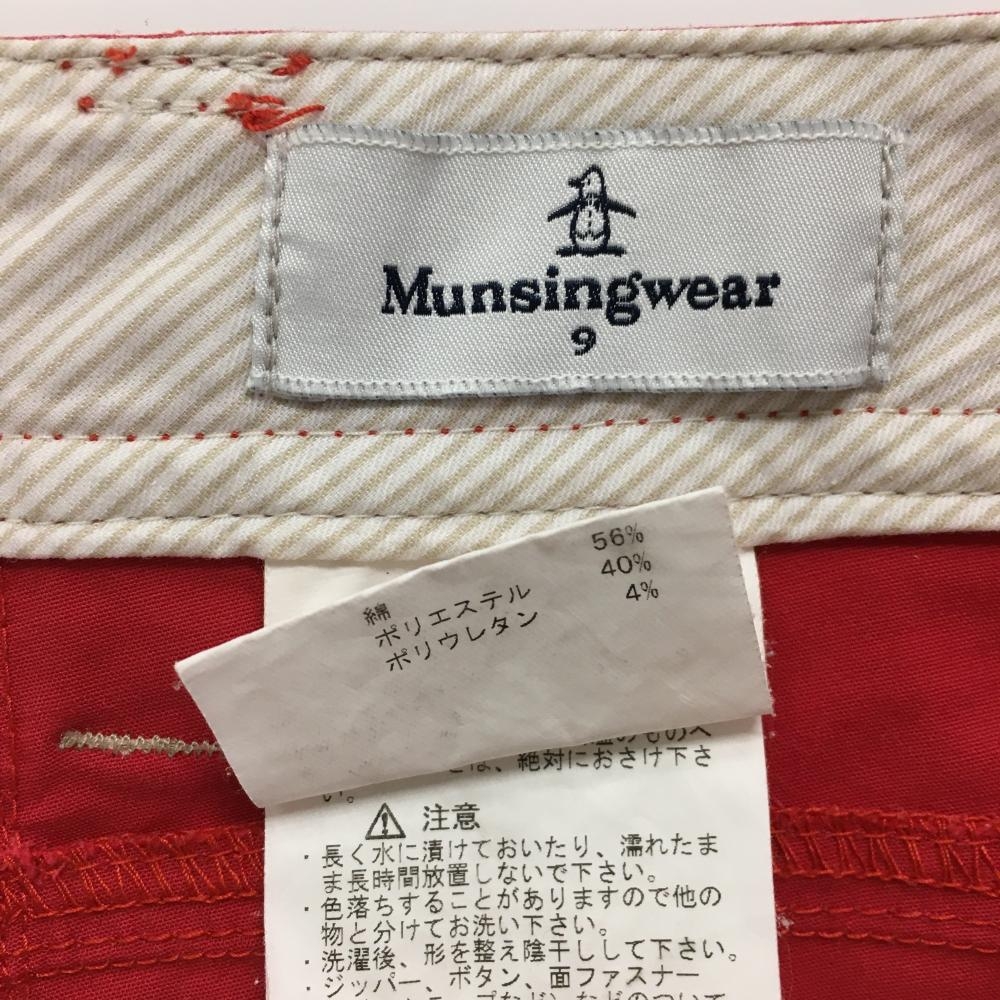 Munsingwear
9
綿 56%
ポリエステル 40%
ポリウレタン 4%
は、絶対におさけ下さ
い。
注意
・長く水に漬けておいたり、濡れたま
ま長時間放置しないで下さい。
・色落ちすることがありますので他の
物と分けてお洗い下さい。
・洗濯後、形を整え陰干しして下さい。
・ジッパー、ボタン、面ファスナー